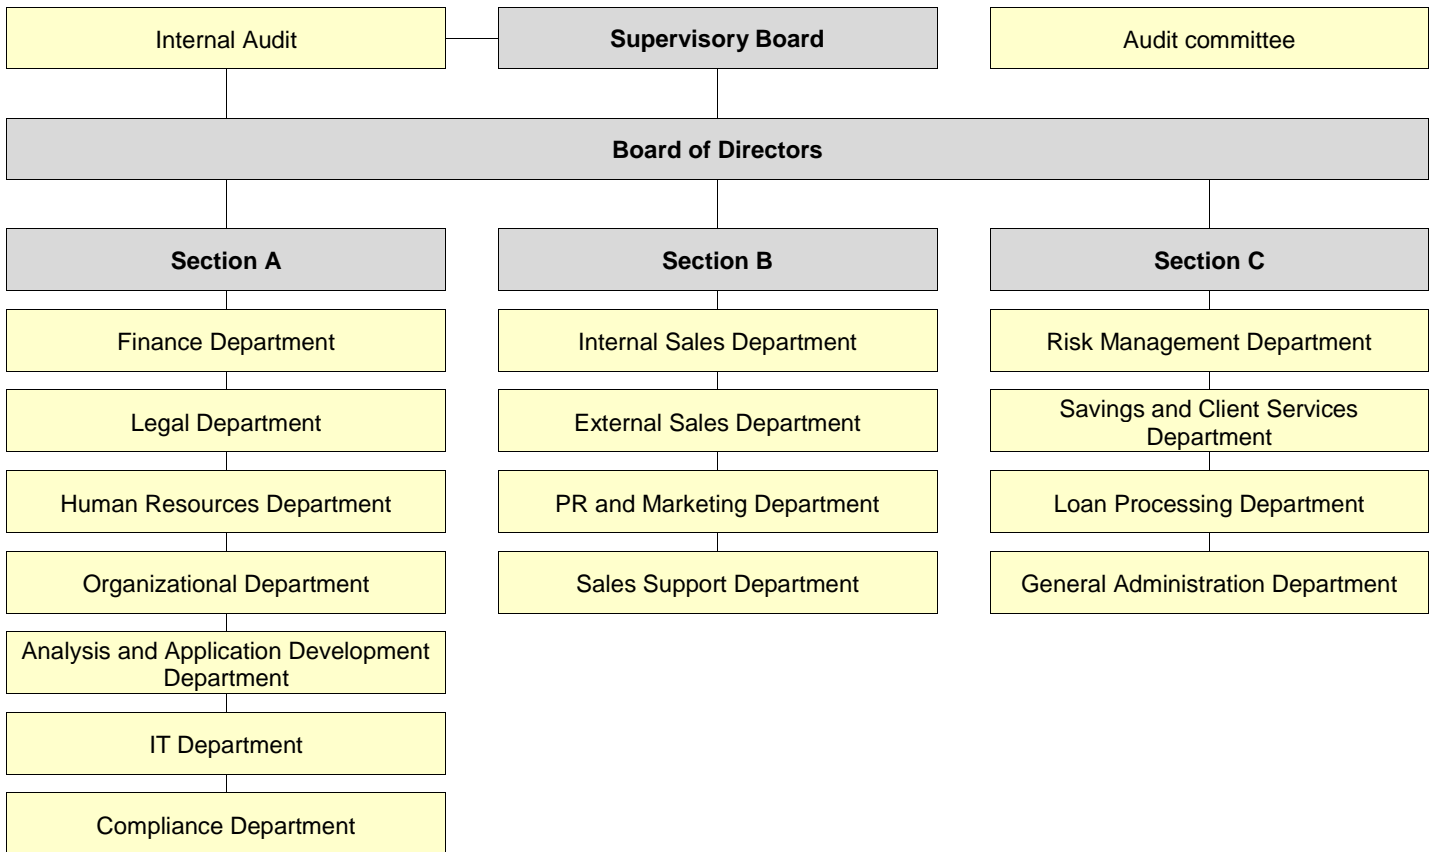 Internal Audit
Supervisory Board
Audit committee
Board of Directors
Section A
Section B
Section C
Finance Department
Internal Sales Department
Risk Management Department
Legal Department
External Sales Department
Savings and Client Services
Department
Human Resources Department
PR and Marketing Department
Loan Processing Department
Organizational Department
Sales Support Department
General Administration Department
Analysis and Application Development
Department
IT Department
Compliance Department